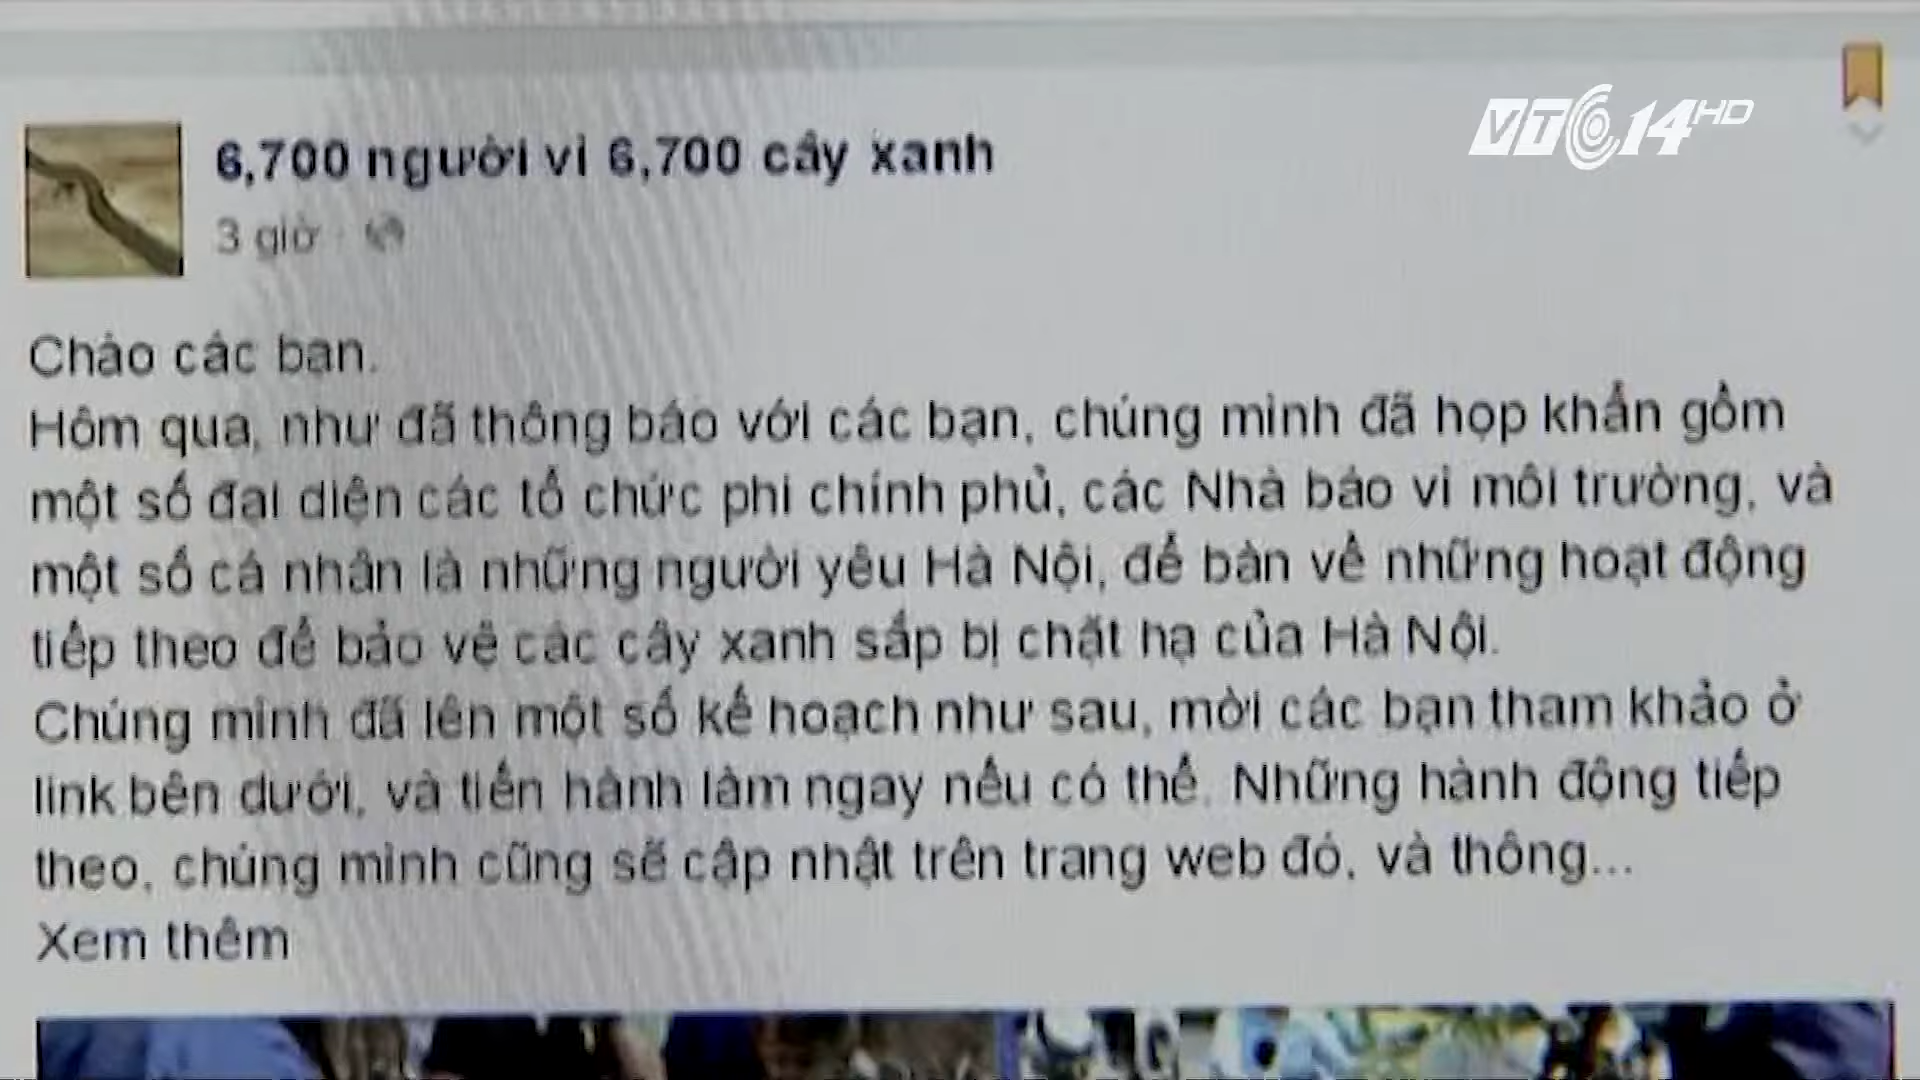 VTC14HD
6,700 người vì 6,700 cây xanh
3 giờ
Chào các bạn.
Hôm qua, như đã thông báo với các bạn, chúng mình đã họp khẩn gồm
một số đại diện các tổ chức phi chính phủ, các Nhà báo vì môi trường, và
một số cá nhân là những người yêu Hà Nội, để bàn về những hoạt động
tiếp theo để bảo vệ các cây xanh sắp bị chặt hạ của Hà Nội.
Chúng mình đã lên một số kế hoạch như sau, mời các bạn tham khảo ở
link bên dưới, và tiến hành làm ngay nếu có thể. Những hành động tiếp
theo, chúng mình cũng sẽ cập nhật trên trang web đó, và thông...
Xem thêm